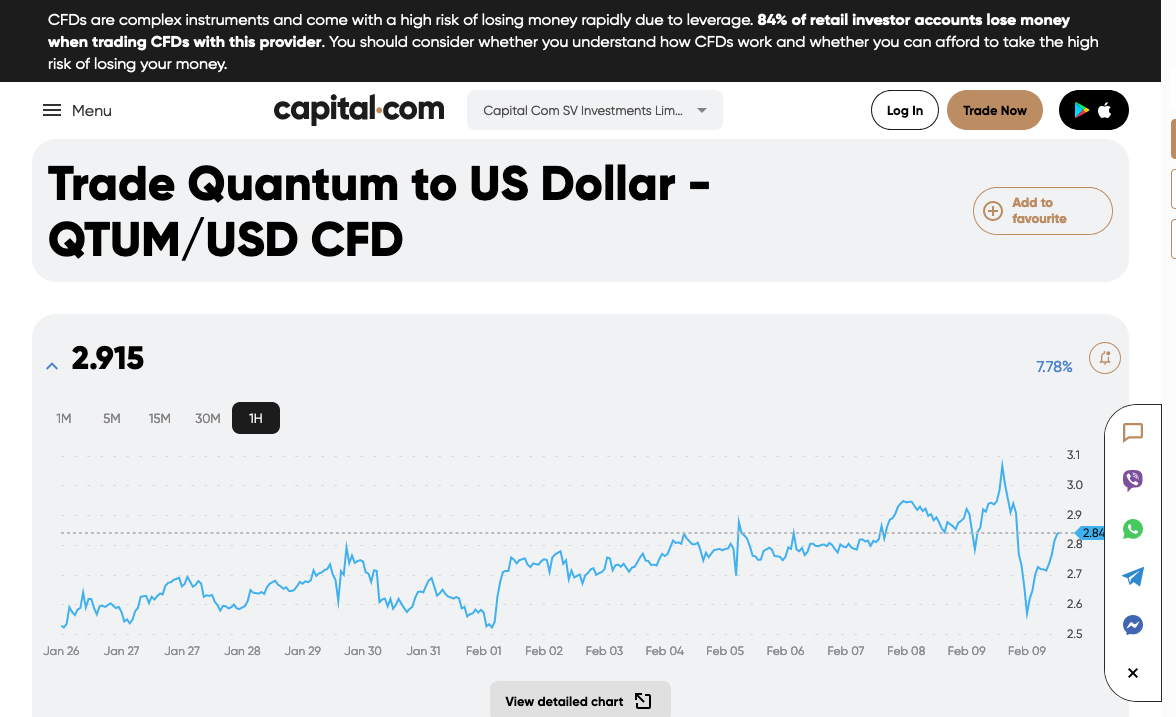 CFDs are complex instruments and come with a high risk of losing money rapidly due to leverage. 84% of retail investor accounts lose money
when trading CFDs with this provider. You should consider whether you understand how CFDs work and whether you can afford to take the high
risk of losing your money.
Menu
capital.com
Capital Com SV Investments Lim...
Log In
Trade Now
Trade Quantum to US Dollar -
QTUM/USD CFD
Add to
favourite
2.915
7.78%
1M 5M 15M 30M 1H
3.1
3.0
2.9
2.84
2.8
2.7
2.6
2.5
Jan 26 Jan 27 Jan 27 Jan 28 Jan 29 Jan 30 Jan 31 Feb 01 Feb 02 Feb 03 Feb 04 Feb 05 Feb 06 Feb 07 Feb 08 Feb 09 Feb 09
View detailed chart